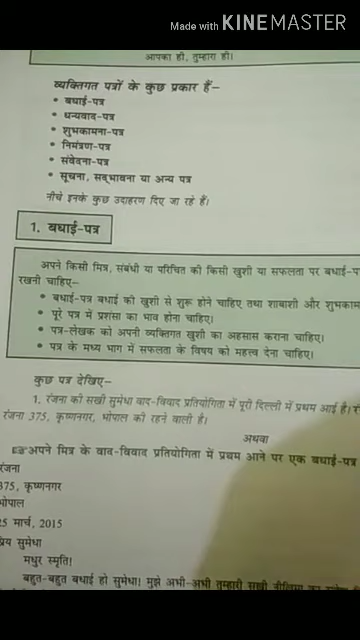 Made with KINEMASTER
आपका ही, तुम्हारा ही।
व्यक्तिगत पत्रों के कुछ प्रकार हैं–
• बधाई-पत्र
• धन्यवाद-पत्र
• शुभकामना-पत्र
• निमंत्रण-पत्र
• संवेदना-पत्र
• सूचना, सद्भावना या अन्य पत्र
नीचे इनके कुछ उदाहरण दिए जा रहे हैं।
1. बधाई-पत्र
अपने किसी मित्र, संबंधी या परिचित को किसी खुशी या सफलता पर बधाई-
रखनी चाहिए–
• बधाई-पत्र बधाई की खुशी से शुरू होने चाहिए तथा शाबाशी और
• पूरे पत्र में प्रशंसा का भाव होना चाहिए।
• पत्र-लेखक को अपनी व्यक्तिगत खुशी का अहसास कराना चाहिए।
• पत्र के मध्य भाग में सफलता के विषय को महत्त्व देना चाहिए।
कुछ पत्र देखिए–
1. रंजना की सखी सुमेधा वाद-विवाद प्रतियोगिता में पूरी दिल्ली में प्रथम आई है।
रंजना 375, कृष्णनगर, भोपाल की रहने वाली है।
अथवा
अपने मित्र के वाद-विवाद प्रतियोगिता में प्रथम आने पर एक बधाई-पत्र
रंजना
375, कृष्णनगर
भोपाल
25 मार्च, 2015
प्रिय सुमेधा
मधुर स्मृति!
बहुत-बहुत बधाई हो सुमेधा! मुझे अभी-अभी तुम्हारी सखी